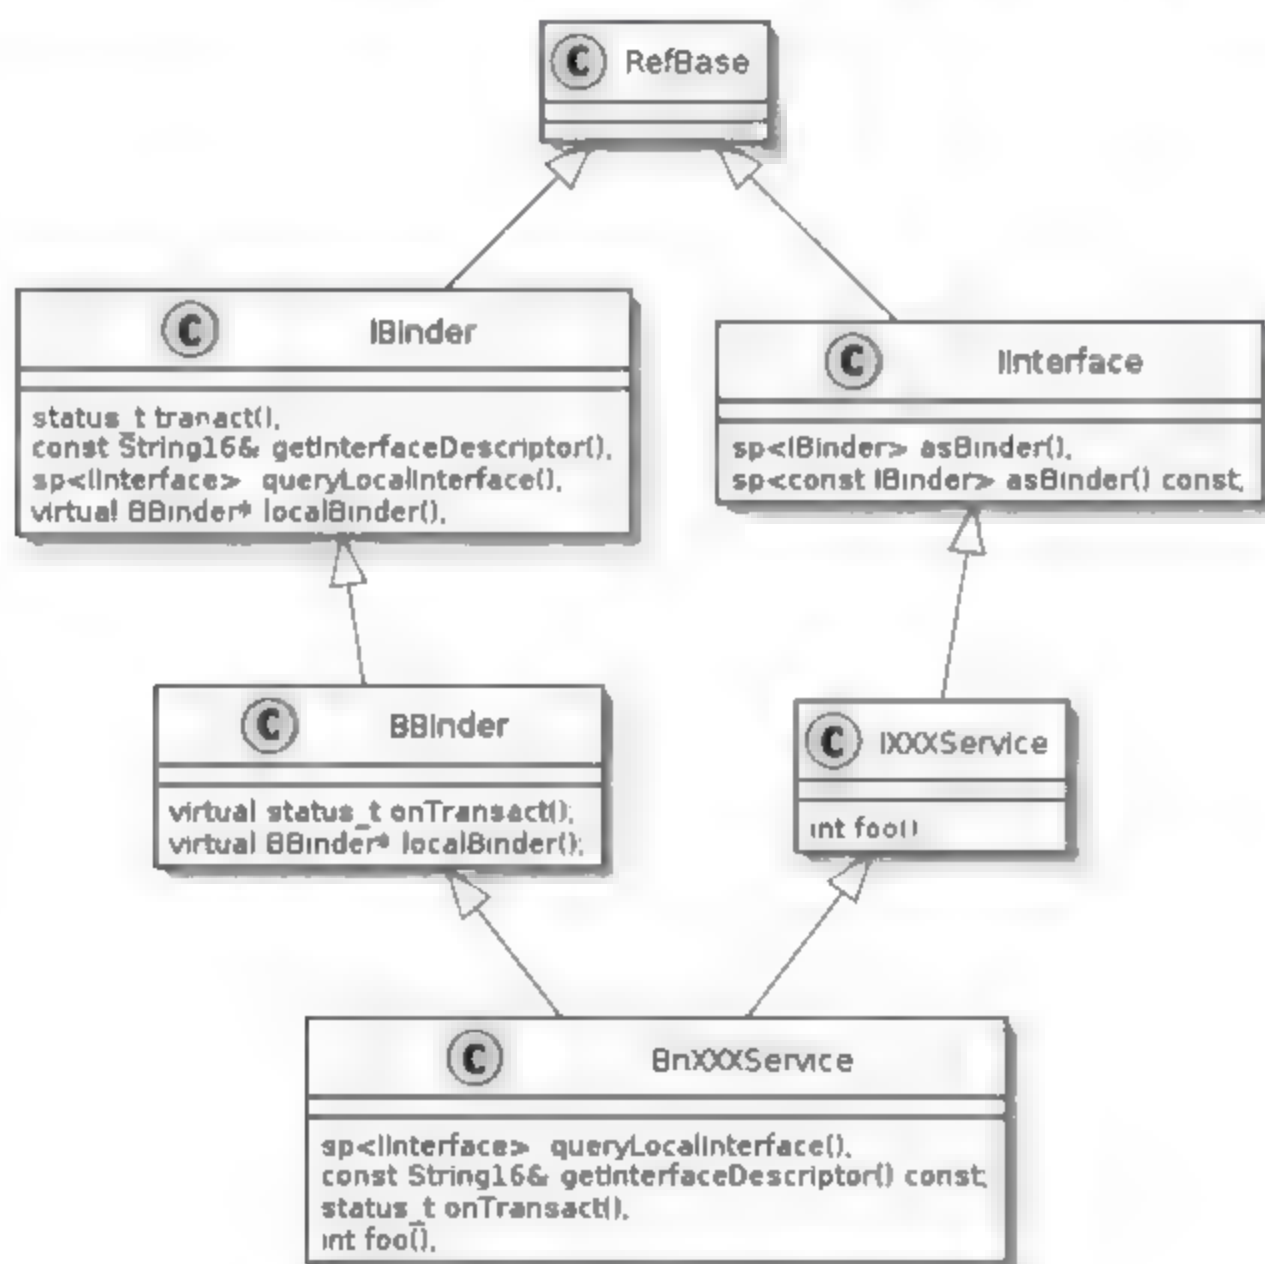 C RefBase
C IBinder
status_t tranact();
const String16& getInterfaceDescriptor();
sp<IInterface> queryLocalInterface();
virtual BBinder* localBinder();
C IInterface
sp<IBinder> asBinder();
sp<const IBinder> asBinder() const;
C BBinder
virtual status_t onTransact();
virtual BBinder* localBinder();
C IXXXService
int foo()
C BnXXXService
sp<IInterface> queryLocalInterface();
const String16& getInterfaceDescriptor() const;
status_t onTransact();
int foo();